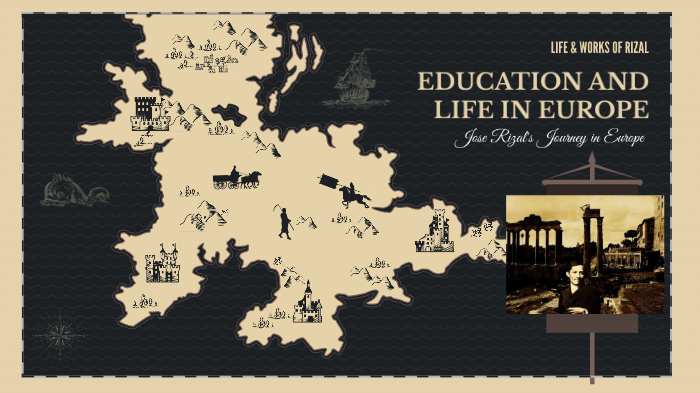 LIFE & WORKS OF RIZAL
EDUCATION AND
LIFE IN EUROPE
Jose Rizal's Journey in Europe